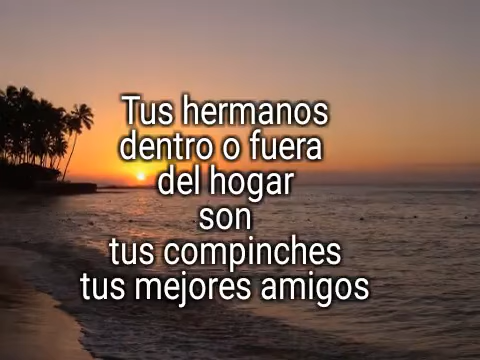 Tus hermanos
dentro o fuera
del hogar
son
tus compinches
tus mejores amigos